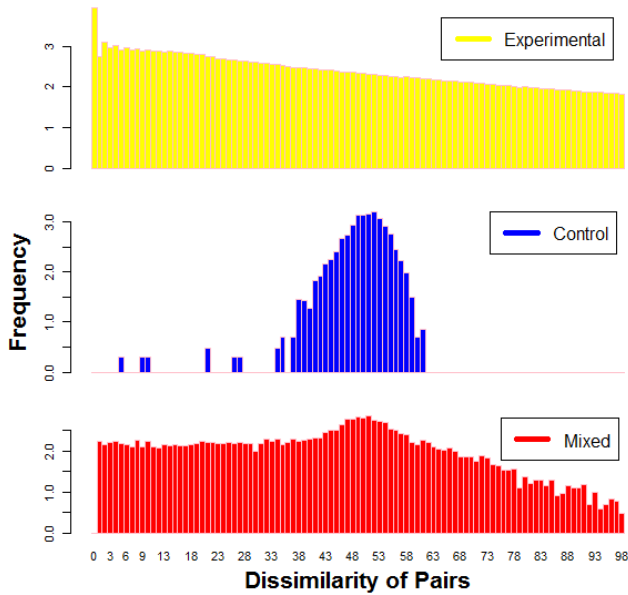 Experimental
0 1 2 3
Control
0.0 1.0 2.0 3.0
Frequency
Mixed
0.0 1.0 2.0
0 3 6 9 13 18 23 28 33 38 43 48 53 58 63 68 73 78 83 88 93 98
Dissimilarity of Pairs